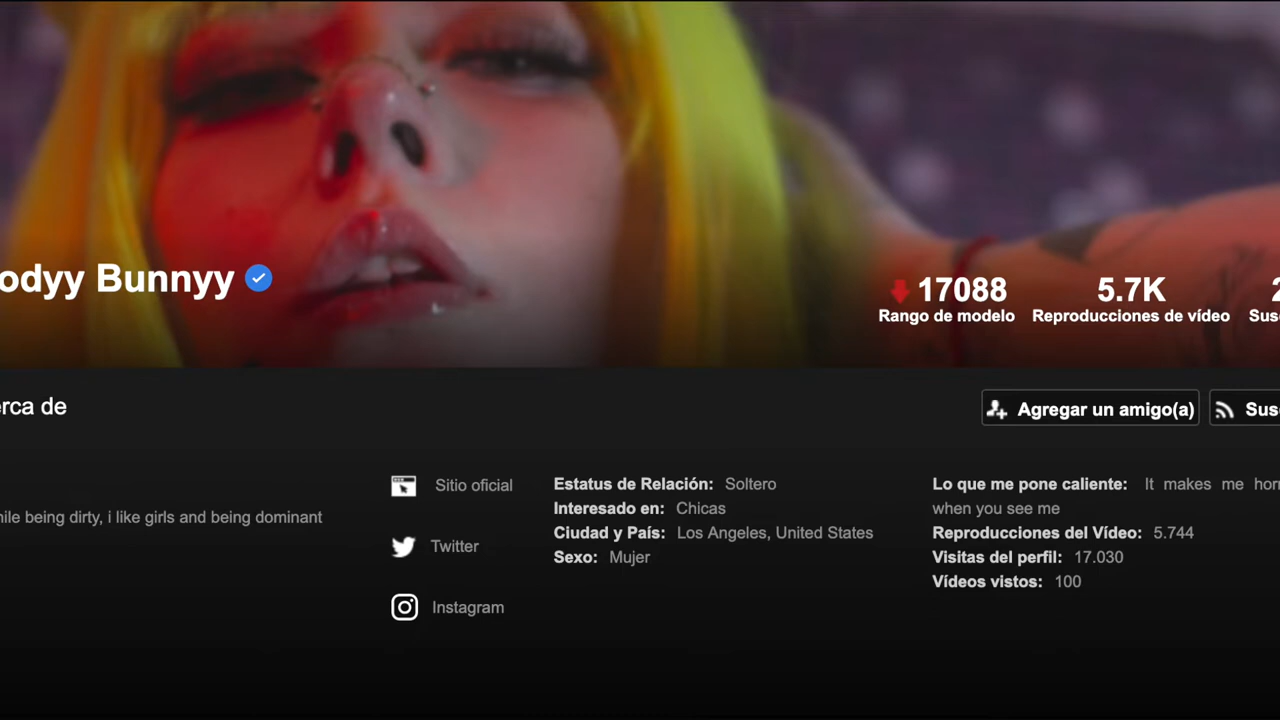 odyy Bunnyy
17088
5.7K
Rango de modelo
Reproducciones de vídeo
erca de
Agregar un amigo(a)
Sitio oficial
Estatus de Relación: Soltero
Lo que me pone caliente: It makes me
Interesado en: Chicas
when you see me
being dirty, i like girls and being dominant
Ciudad y País: Los Angeles, United States
Reproducciones del Vídeo: 5.744
Twitter
Sexo: Mujer
Visitas del perfil: 17.030
Vídeos vistos: 100
Instagram